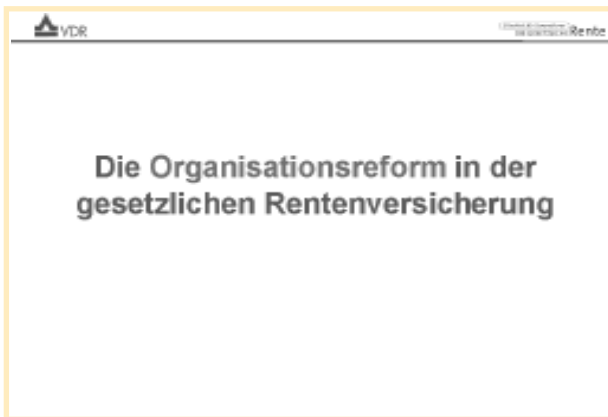 VDR
Rente
Die Organisationsreform in der
gesetzlichen Rentenversicherung